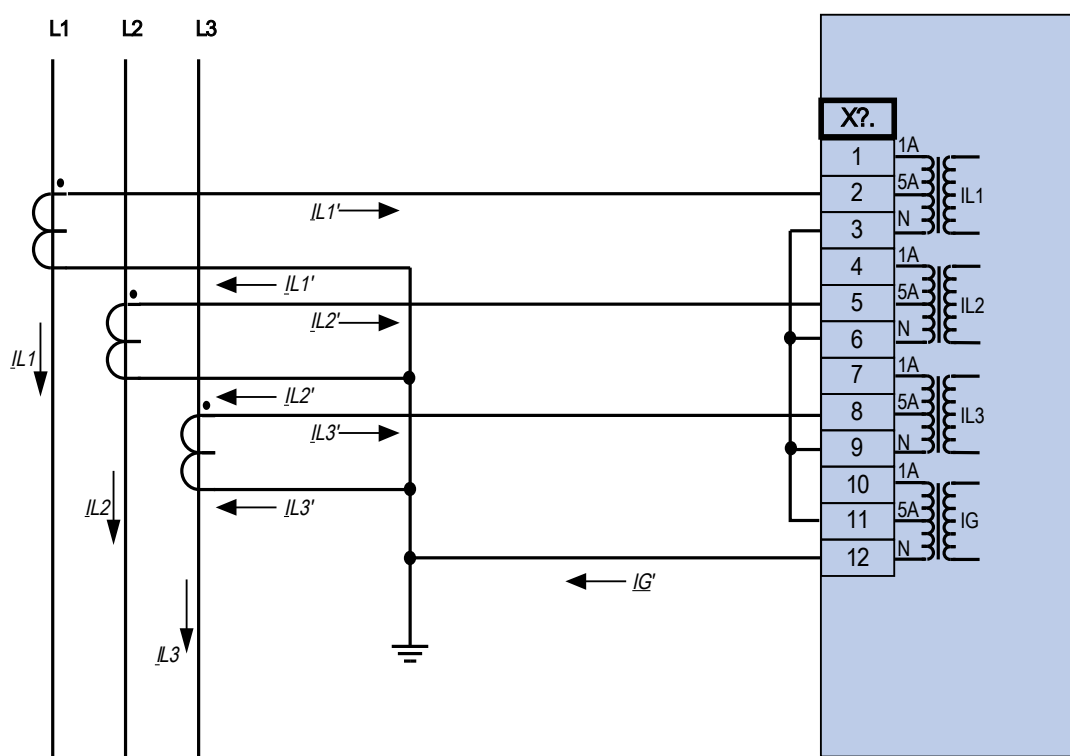 L1 L2 L3
X?.
1 1A
IL1' 2 5A IL1
3 N
IL1' 4 1A
IL2' 5 5A IL2
IL1 6 N
IL2' 7 1A
IL3' 8 5A IL3
9 N
10 1A
IL2 IL3' 11 5A IG
12 N
IG'
IL3